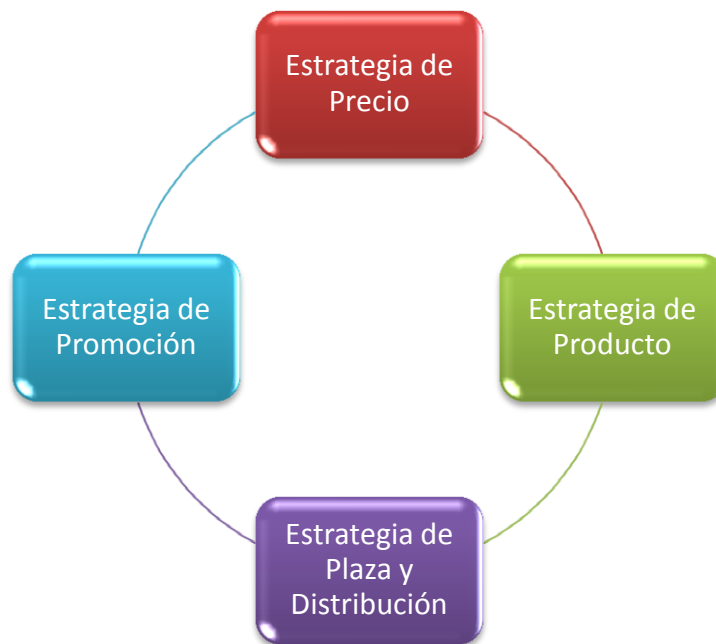 Estrategia de
Precio
Estrategia de
Promoción
Estrategia de
Producto
Estrategia de
Plaza y
Distribución